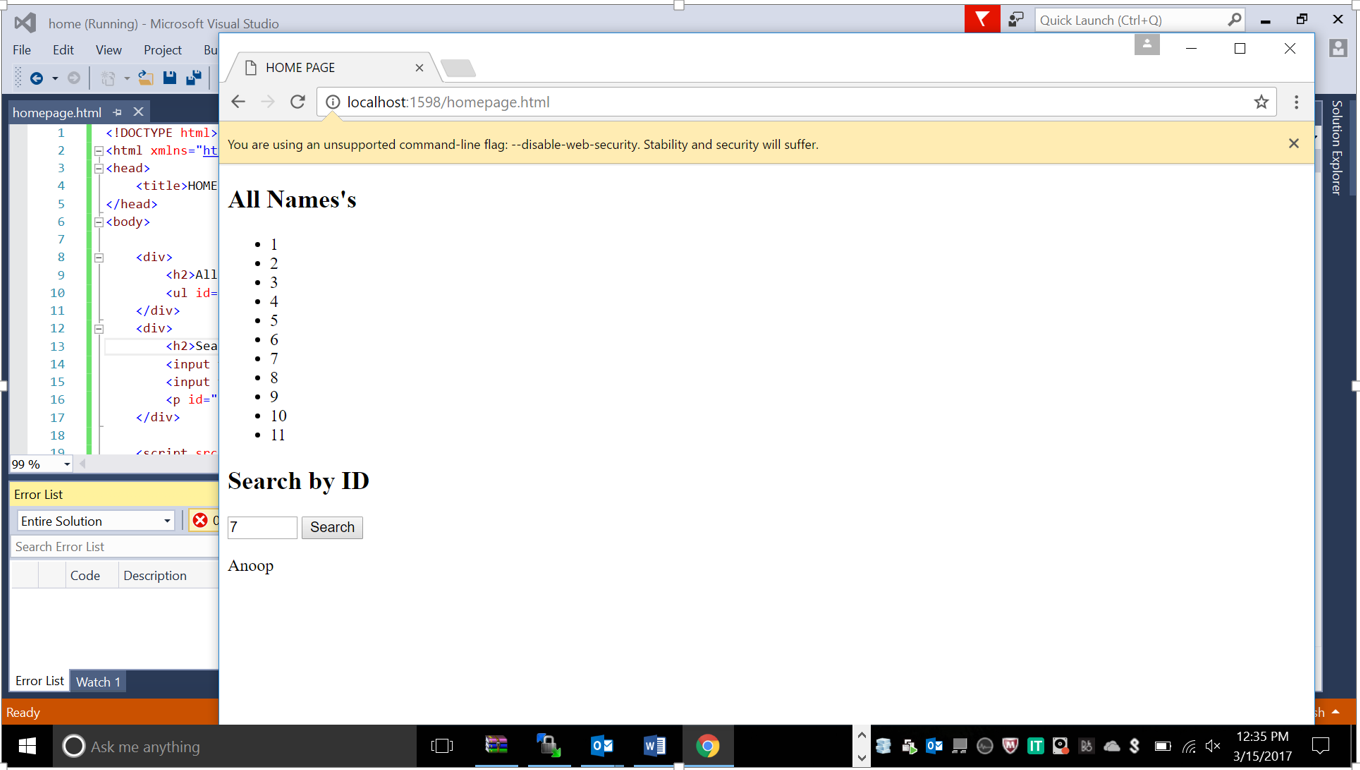 home (Running) - Microsoft Visual Studio
Quick Launch (Ctrl+Q)
File Edit View Project Bu
HOME PAGE
localhost:1598/homepage.html
You are using an unsupported command-line flag: --disable-web-security. Stability and security will suffer.
homepage.html
Solution Explorer
1 <!DOCTYPE html>
2 <html xmlns="ht
3 <head>
4 <title>HOME
5 </head>
6 <body>
7
8 <div>
9 <h2>All
10 <ul id=
11 </div>
12 <div>
13 <h2>Sea
14 <input
15 <input
16 <p id="
17 </div>
18
19 <script src
99 %
All Names's
1
2
3
4
5
6
7
8
9
10
11
Search by ID
7 Search
Anoop
Error List
Entire Solution 0
Search Error List
Code Description
Error List Watch 1
Ready
sh
Ask me anything
12:35 PM
3/15/2017